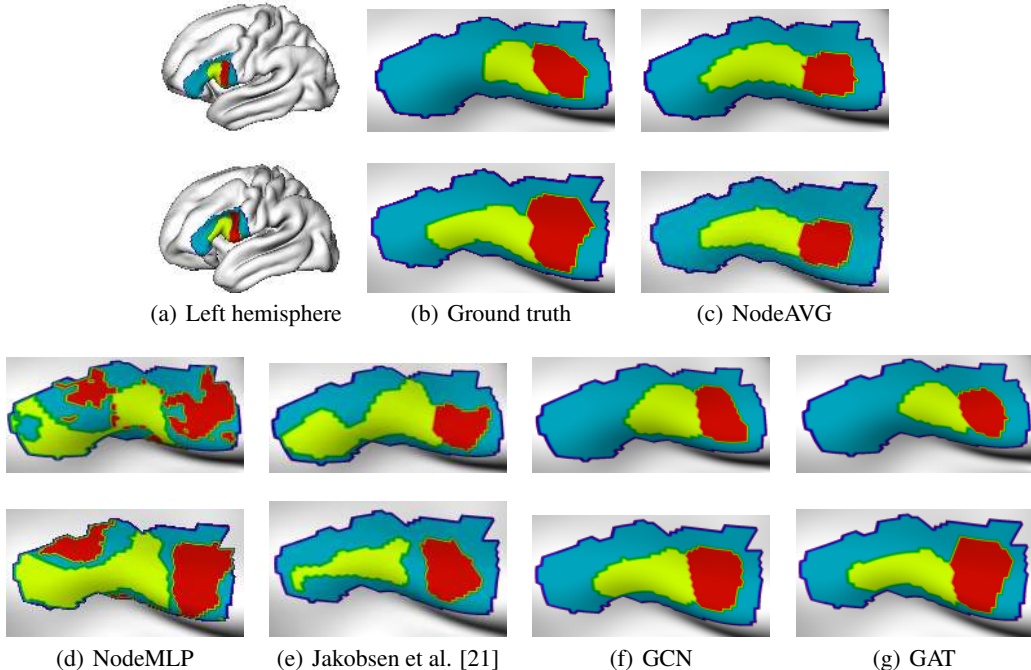 (a) Left hemisphere
(b) Ground truth
(c) NodeAVG
(d) NodeMLP
(e) Jakobsen et al. [21]
(f) GCN
(g) GAT